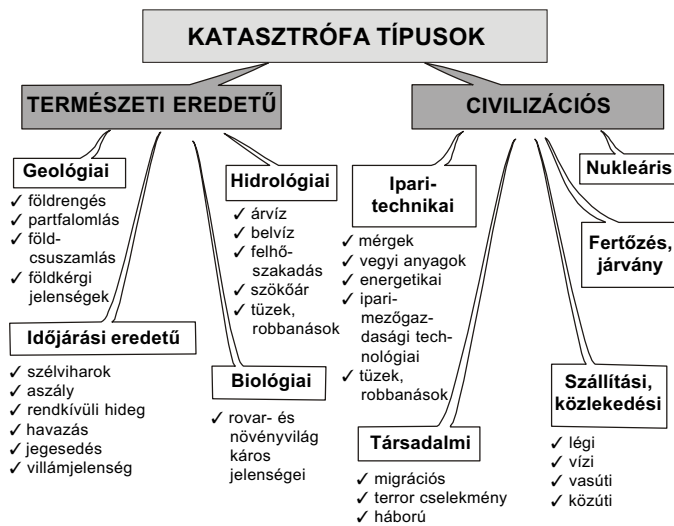 KATASZTRÓFA TÍPUSOK
TERMÉSZETI EREDETŰ
Geológiai
✓ földrengés
✓ partfalomlás
✓ föld-
csuszamlás
✓ földkérgi
jelenségek
Hidrológiai
✓ árvíz
✓ belvíz
✓ felhő-
szakadás
✓ szökőár
✓ tüzek,
robbanások
Időjárási eredetű
✓ szélviharok
✓ aszály
✓ rendkívüli hideg
✓ havazás
✓ jegesedés
✓ villámjelenség
Biológiai
✓ rovar- és
növényvilág
káros
jelenségei
CIVILIZÁCIÓS
Ipari-
technikai
✓ mérgek
✓ vegyi anyagok
✓ energetikai
✓ ipari-
mezőgaz-
dasági tech-
nológiai
✓ tüzek,
robbanások
Nukleáris
Fertőzés,
járvány
Társadalmi
✓ migrációs
✓ terror cselekmény
✓ háború
Szállítási,
közlekedési
✓ légi
✓ vízi
✓ vasúti
✓ közúti